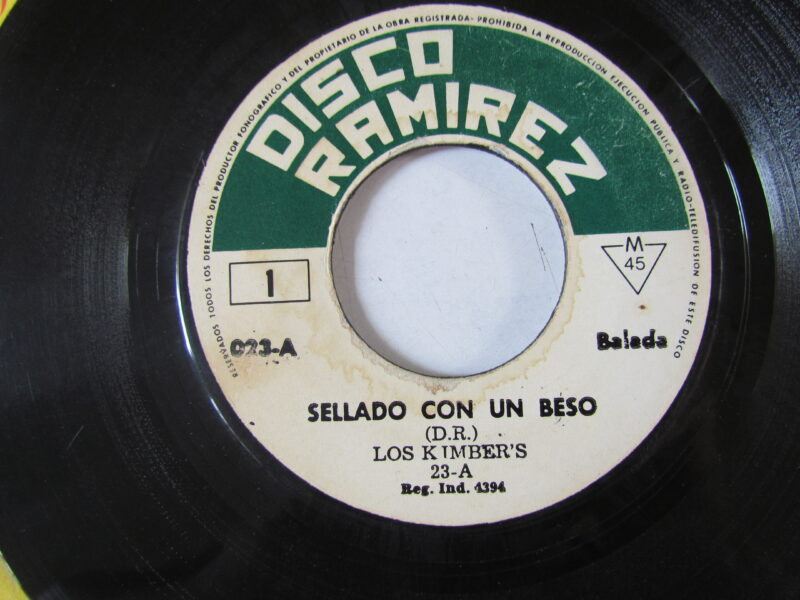 RESERVADOS TODOS LOS DERECHOS DEL PRODUCTOR FONOGRAFICO Y DEL PROPIETARIO DE LA OBRA REGISTRADA- PROHIBIDA LA REPRODUCCION EJECUCION PUBLICA Y RADIO-TELEDIFUSION DE ESTE DISCO
DISCO
RAMIREZ
1
M
45
023-A
Balada
SELLADO CON UN BESO
(D.R.)
LOS KIMBER'S
23-A
Reg. Ind. 4394